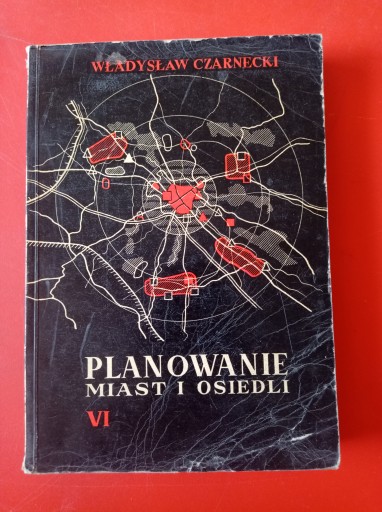 WŁADYSŁAW CZARNECKI
PLANOWANIE
MIAST I OSIEDLI
VI